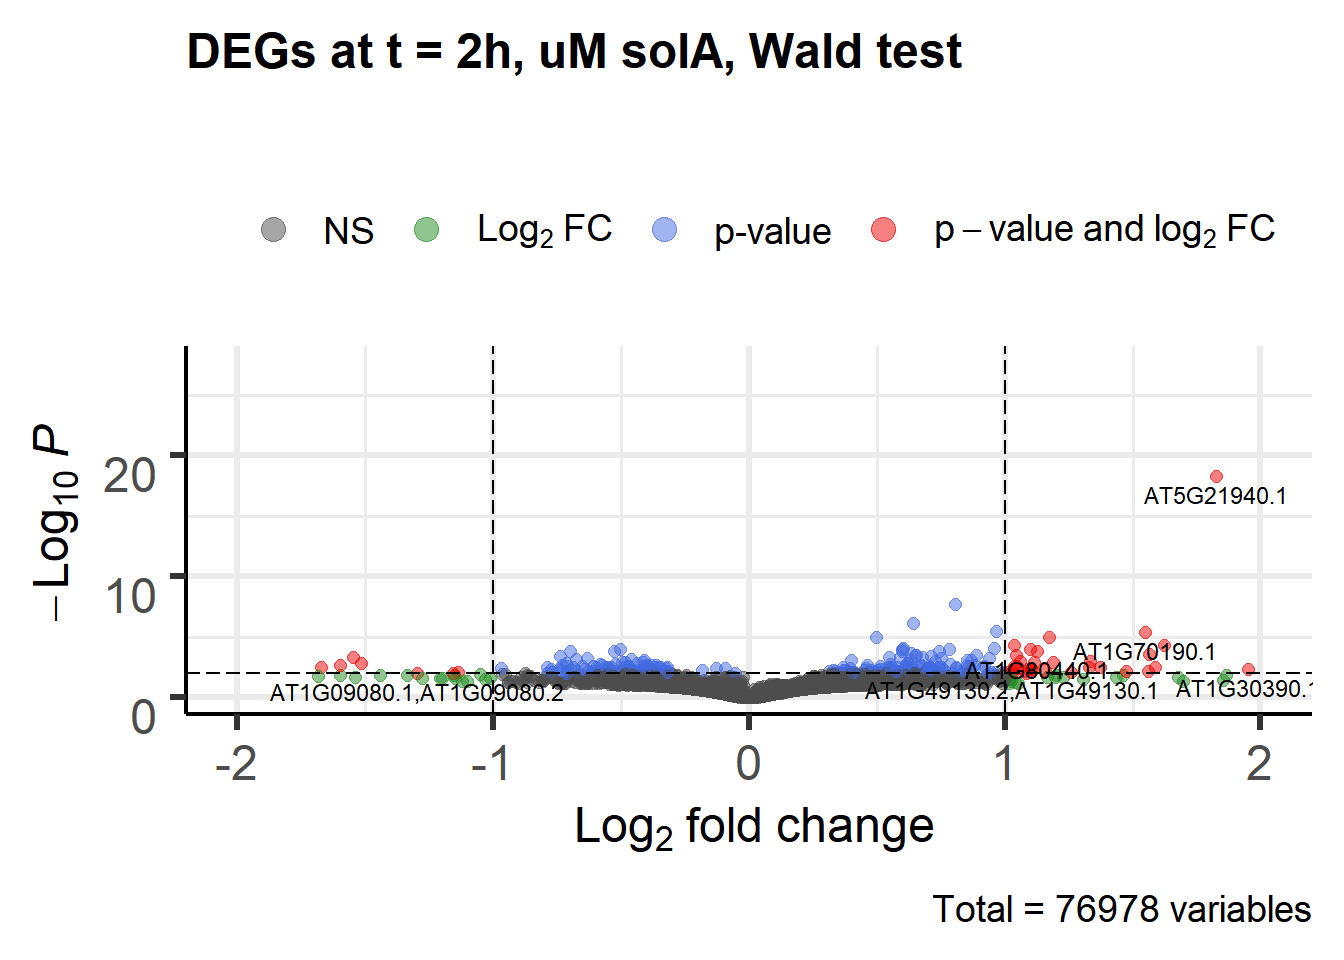 DEGs at t = 2h, uM solA, Wald test
NS Log2 FC p-value p – value and log2 FC
–Log10 P
20
10
0
AT5G21940.1
AT1G70190.1
AT1G80440.1
AT1G09080.1,AT1G09080.2
AT1G49130.2,AT1G49130.1
AT1G30390.1
-2 -1 0 1 2
Log2 fold change
Total = 76978 variables